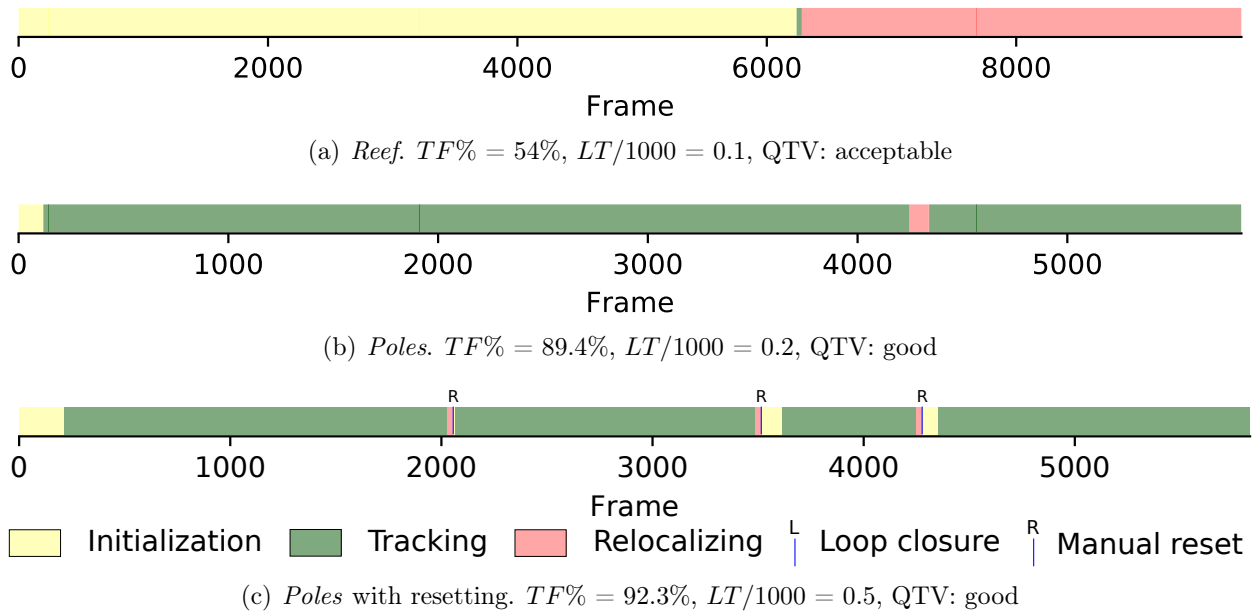 0 2000 4000 6000 8000
Frame
(a) Reef. TF% = 54%, LT/1000 = 0.1, QTV: acceptable
0 1000 2000 3000 4000 5000
Frame
(b) Poles. TF% = 89.4%, LT/1000 = 0.2, QTV: good
R R R
0 1000 2000 3000 4000 5000
Frame
Initialization Tracking Relocalizing L Loop closure R Manual reset
(c) Poles with resetting. TF% = 92.3%, LT/1000 = 0.5, QTV: good